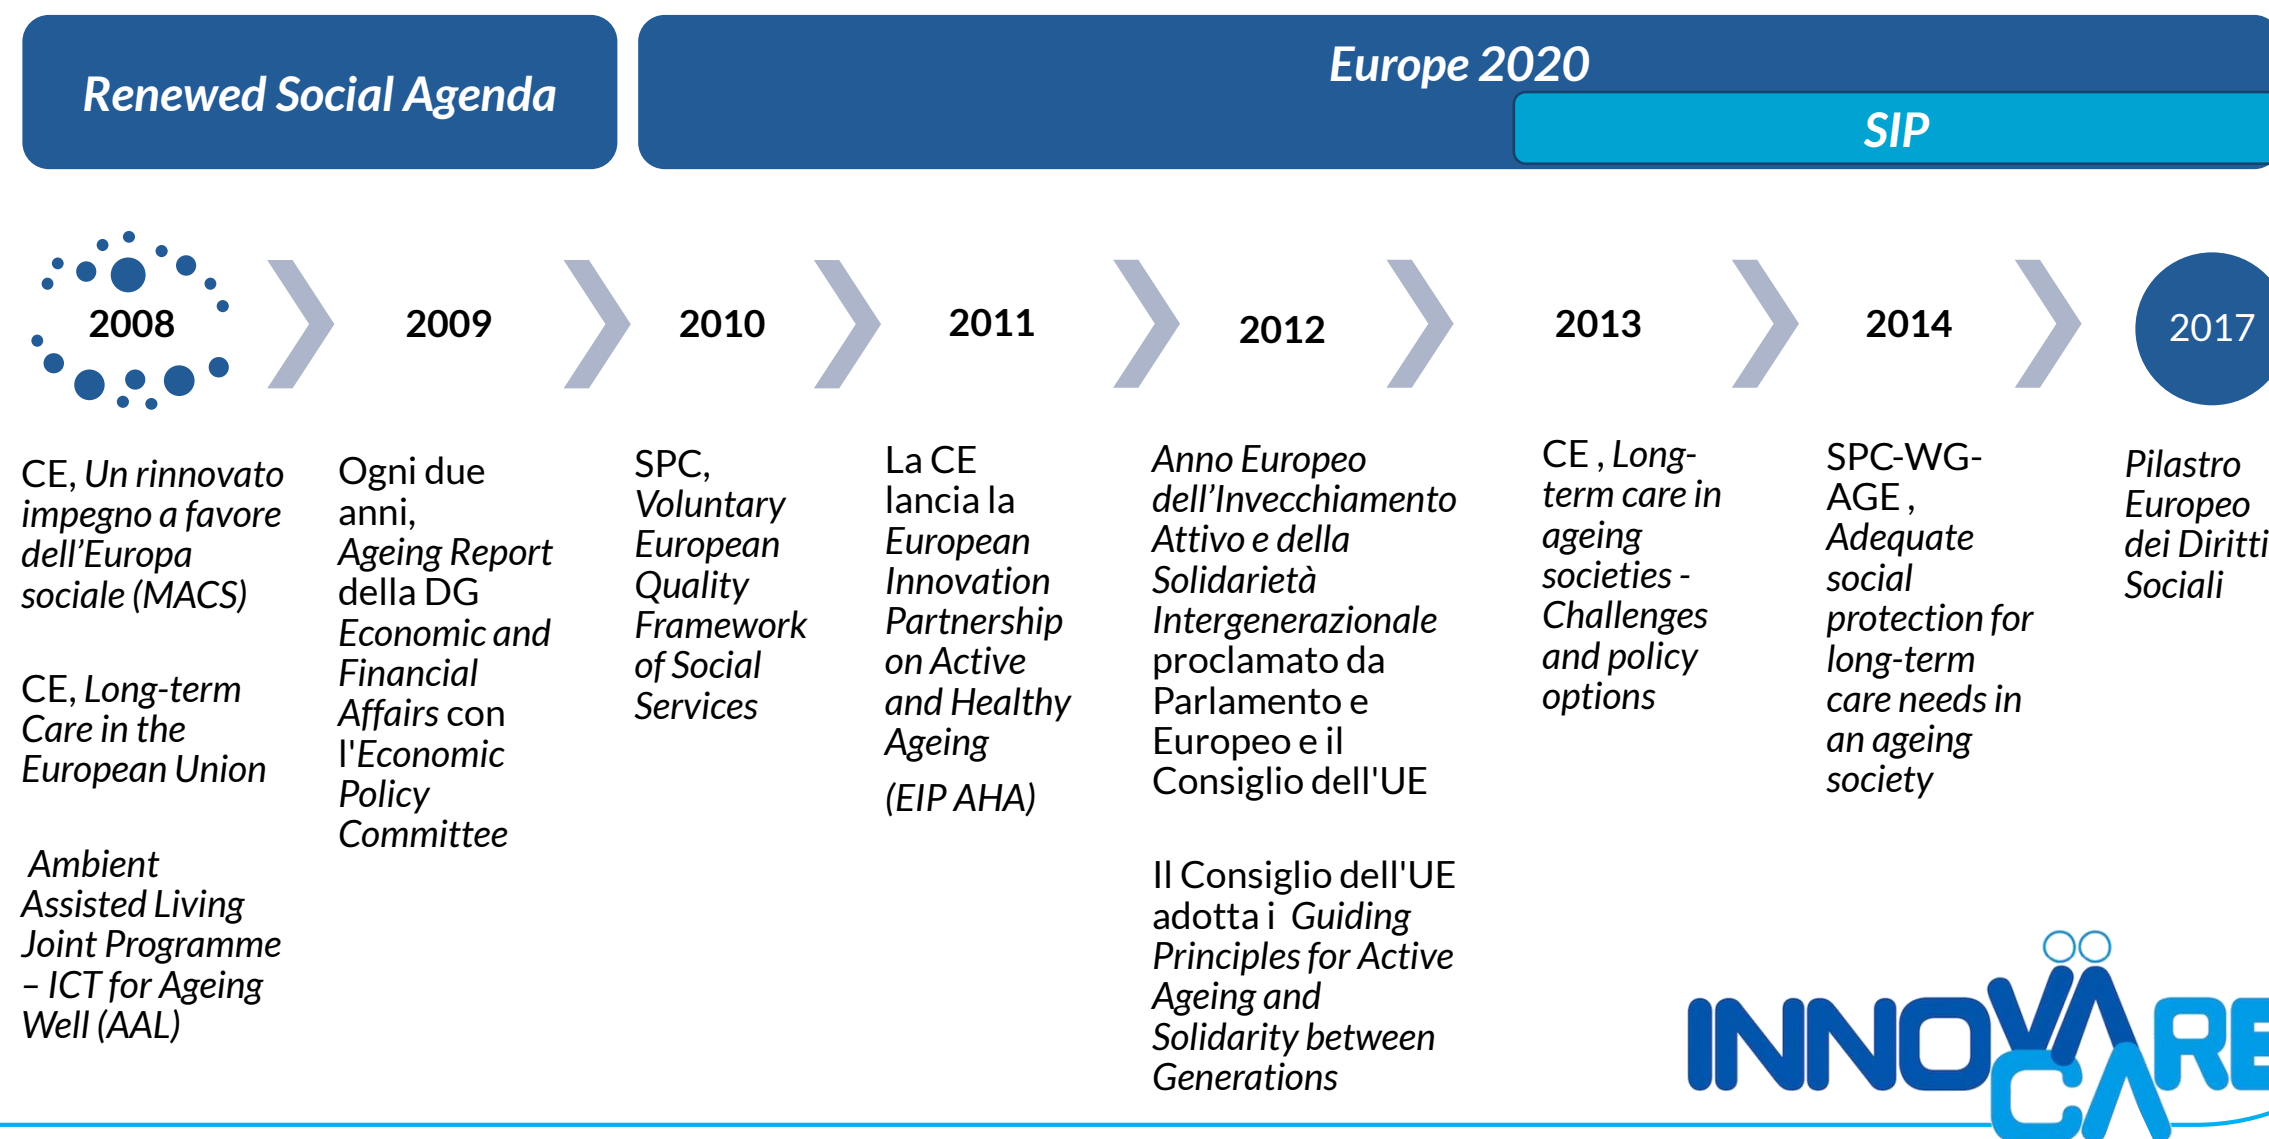 Renewed Social Agenda
Europe 2020
SIP
2008
2009
2010
2011
2012
2013
2014
2017
CE, Un rinnovato
impegno a favore
dell’Europa
sociale (MACS)
CE, Long-term
Care in the
European Union
Ambient
Assisted Living
Joint Programme
– ICT for Ageing
Well (AAL)
Ogni due
anni,
Ageing Report
della DG
Economic and
Financial
Affairs con
l'Economic
Policy
Committee
SPC,
Voluntary
European
Quality
Framework
of Social
Services
La CE
lancia la
European
Innovation
Partnership
on Active
and Healthy
Ageing
(EIP AHA)
Anno Europeo
dell’Invecchiamento
Attivo e della
Solidarietà
Intergenerazionale
proclamato da
Parlamento e
Europeo e il
Consiglio dell'UE
Il Consiglio dell'UE
adotta i Guiding
Principles for Active
Ageing and
Solidarity between
Generations
CE , Long-
term care in
ageing
societies -
Challenges
and policy
options
SPC-WG-
AGE ,
Adequate
social
protection for
long-term
care needs in
an ageing
society
Pilastro
Europeo
dei Diritti
Sociali
INNOVA
CARE